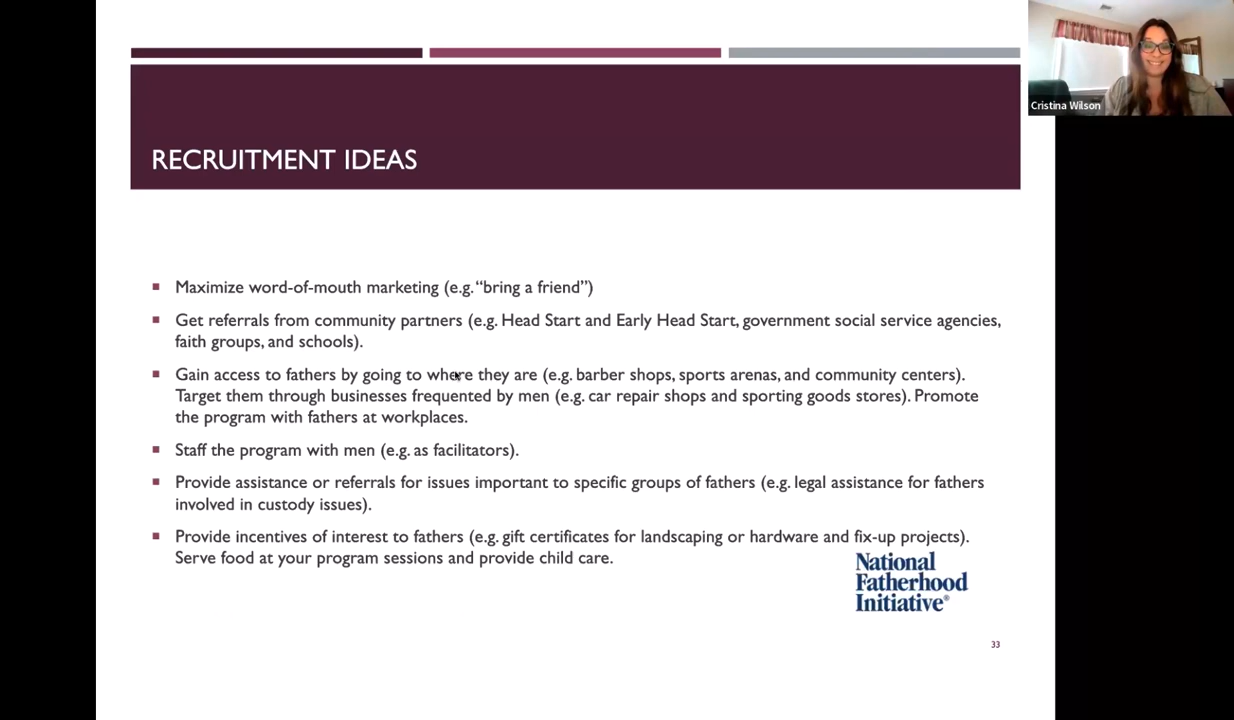 Cristina Wilson
RECRUITMENT IDEAS
▪ Maximize word-of-mouth marketing (e.g. “bring a friend”)
▪ Get referrals from community partners (e.g. Head Start and Early Head Start, government social service agencies,
faith groups, and schools).
▪ Gain access to fathers by going to where they are (e.g. barber shops, sports arenas, and community centers).
Target them through businesses frequented by men (e.g. car repair shops and sporting goods stores). Promote
the program with fathers at workplaces.
▪ Staff the program with men (e.g. as facilitators).
▪ Provide assistance or referrals for issues important to specific groups of fathers (e.g. legal assistance for fathers
involved in custody issues).
▪ Provide incentives of interest to fathers (e.g. gift certificates for landscaping or hardware and fix-up projects).
Serve food at your program sessions and provide child care.
National
Fatherhood
Initiative®
33